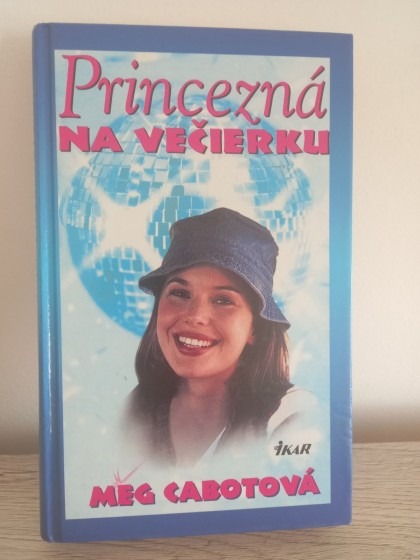 Princezná
NA VEČIERKU
IKAR
MEG CABOTOVÁ